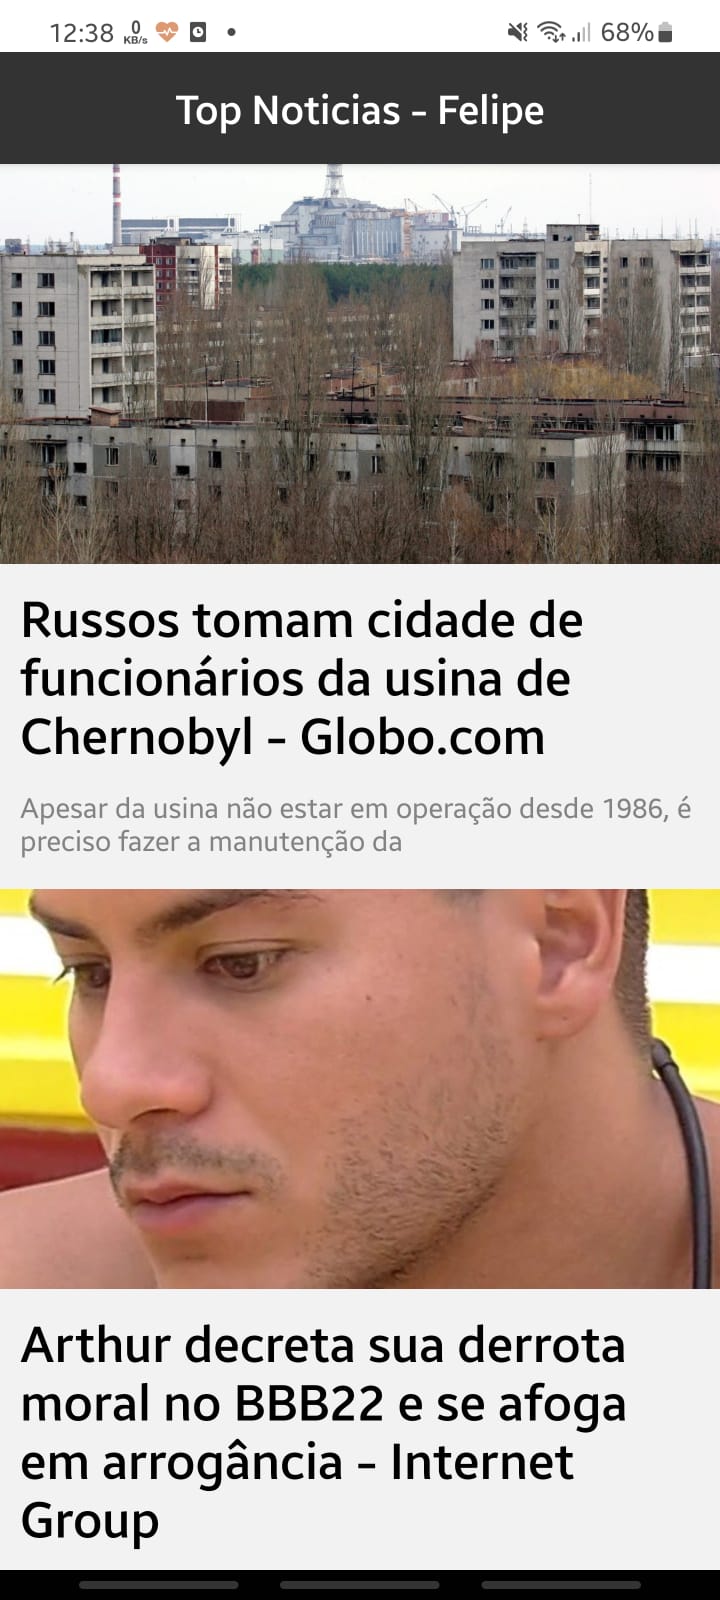 12:38 0 KB/s 68%
Top Noticias - Felipe
Russos tomam cidade de
funcionários da usina de
Chernobyl - Globo.com
Apesar da usina não estar em operação desde 1986, é
preciso fazer a manutenção da
Arthur decreta sua derrota
moral no BBB22 e se afoga
em arrogância - Internet
Group